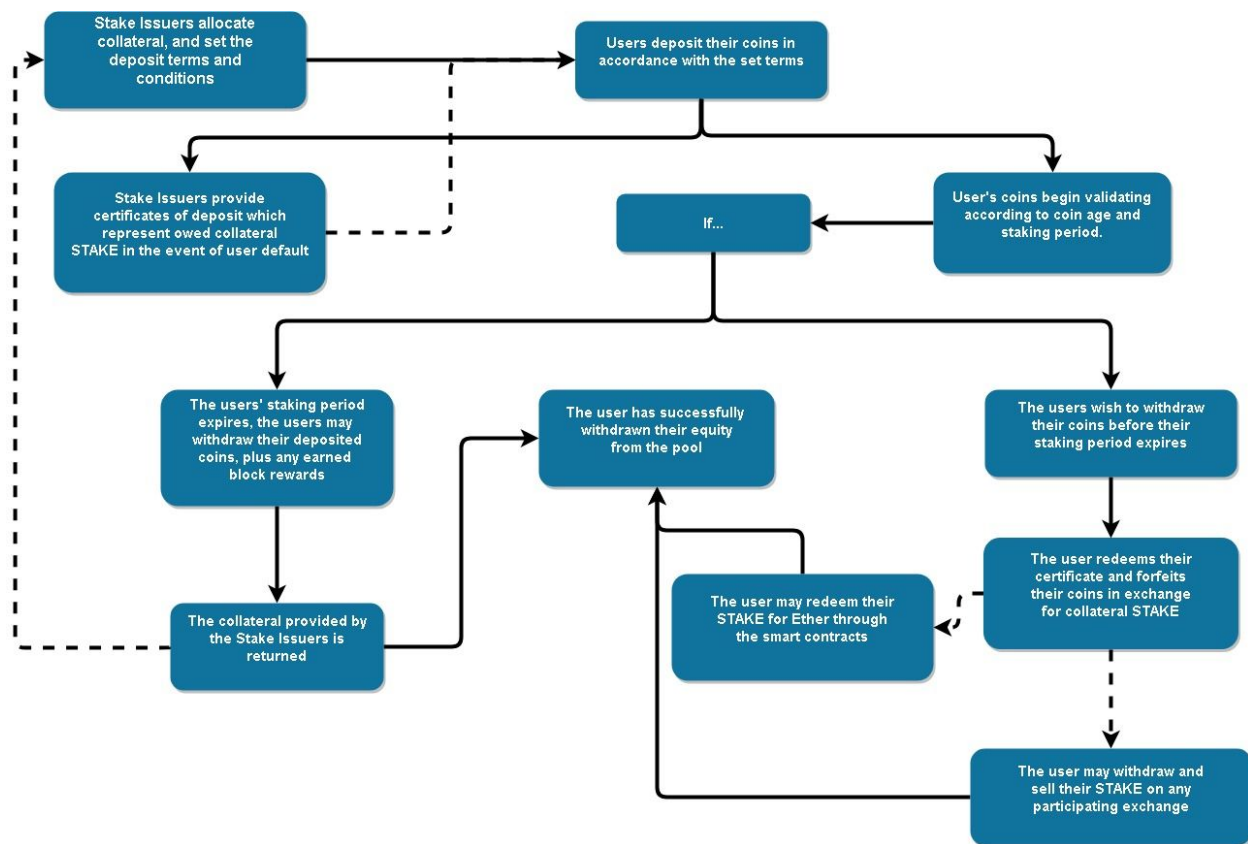 Stake Issuers allocate
collateral, and set the
deposit terms and
conditions
Users deposit their coins in
accordance with the set terms
Stake Issuers provide
certificates of deposit which
represent owed collateral
STAKE in the event of user default
If...
User's coins begin validating
according to coin age and
staking period.
The users' staking period
expires, the users may
withdraw their deposited
coins, plus any earned
block rewards
The user has successfully
withdrawn their equity
from the pool
The users wish to withdraw
their coins before their
staking period expires
The collateral provided by
the Stake Issuers is
returned
The user may redeem their
STAKE for Ether through
the smart contracts
The user redeems their
certificate and forfeits
their coins in exchange
for collateral STAKE
The user may withdraw and
sell their STAKE on any
participating exchange